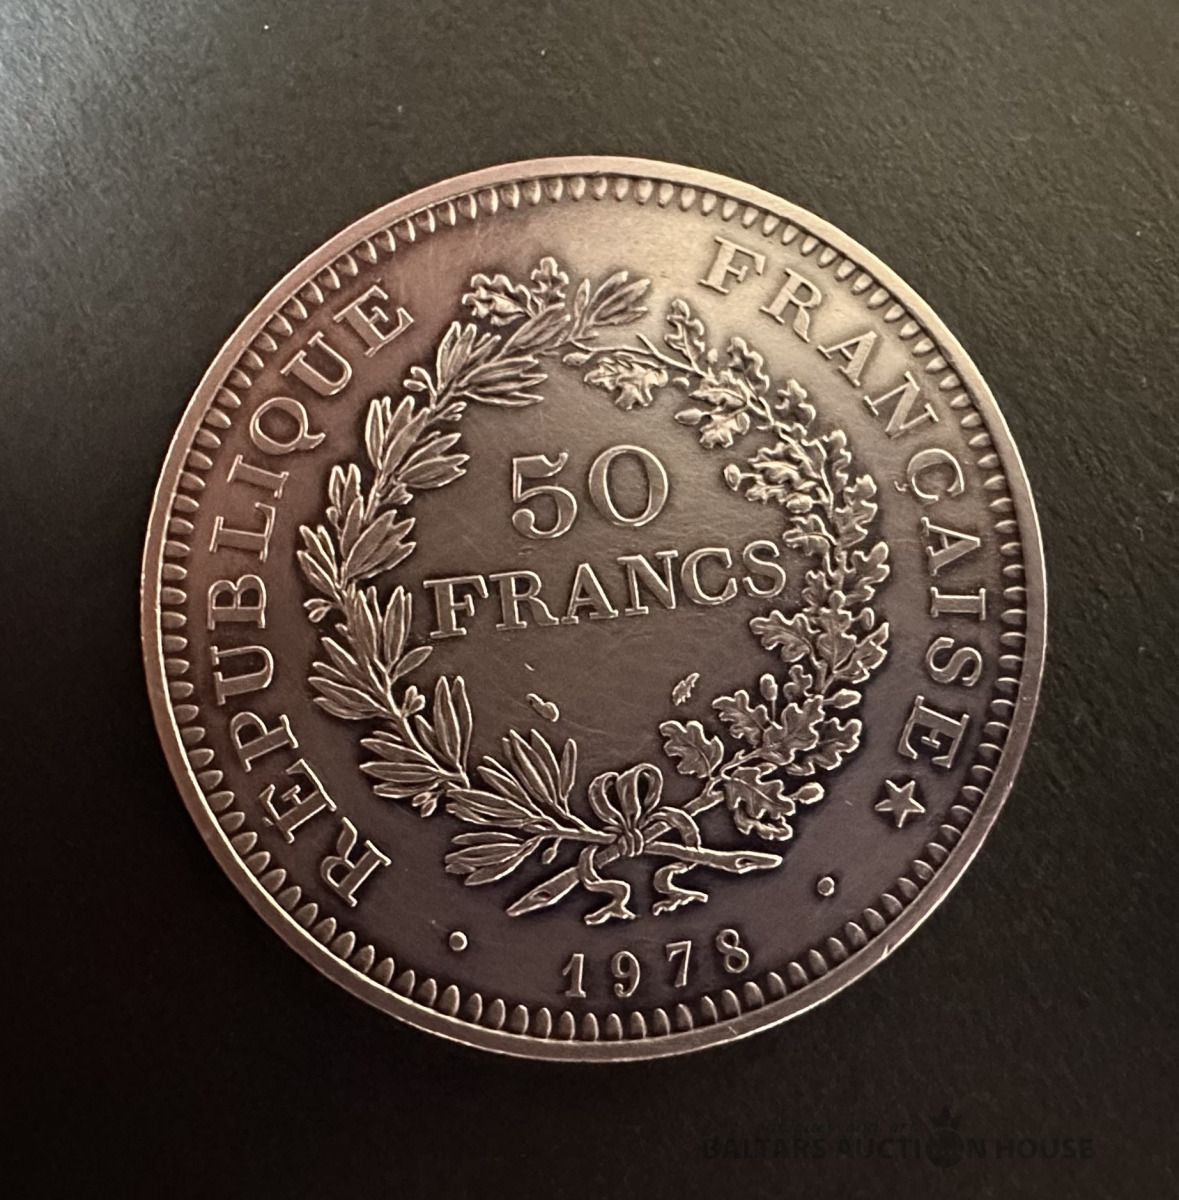 RÉPUBLIQUE FRANÇAISE
50
FRANCS
1978
BALTARS AUCTION HOUSE